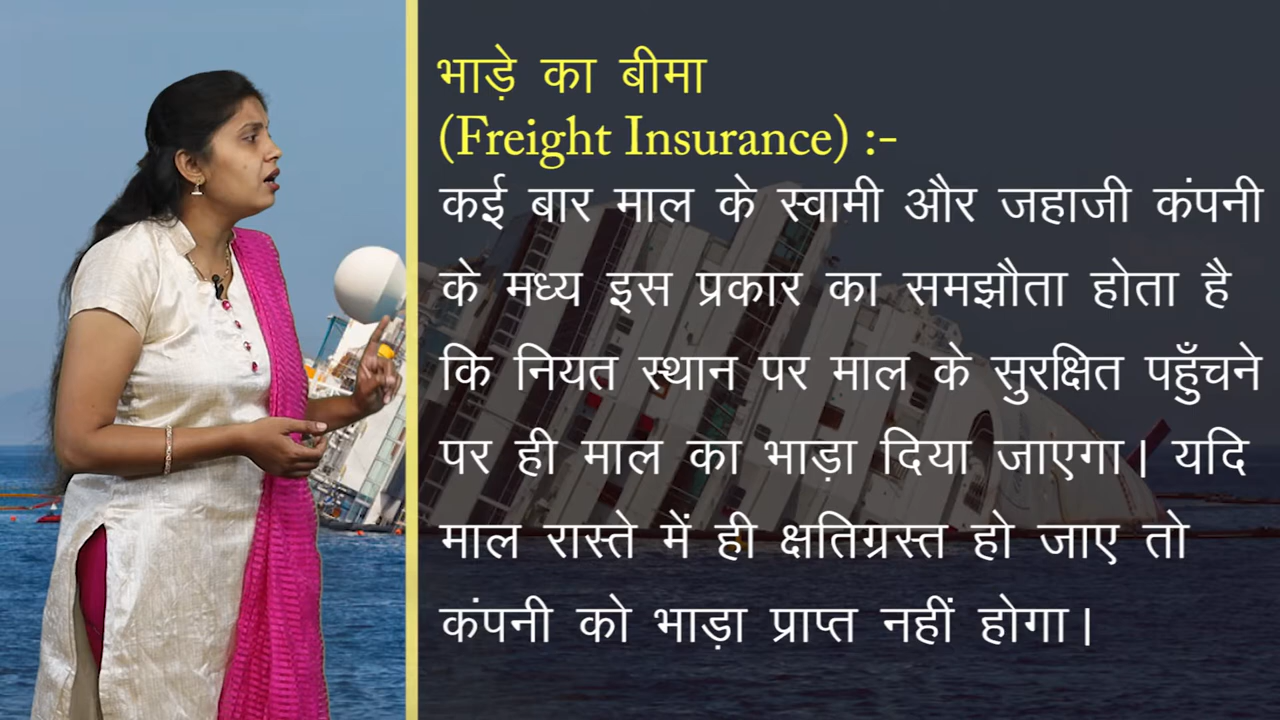 भाड़े का बीमा
(Freight Insurance) :-
कई बार माल के स्वामी और जहाजी कंपनी
के मध्य इस प्रकार का समझौता होता है
कि नियत स्थान पर माल के सुरक्षित पहुँचने
पर ही माल का भाड़ा दिया जाएगा। यदि
माल रास्ते में ही क्षतिग्रस्त हो जाए तो
कंपनी को भाड़ा प्राप्त नहीं होगा।